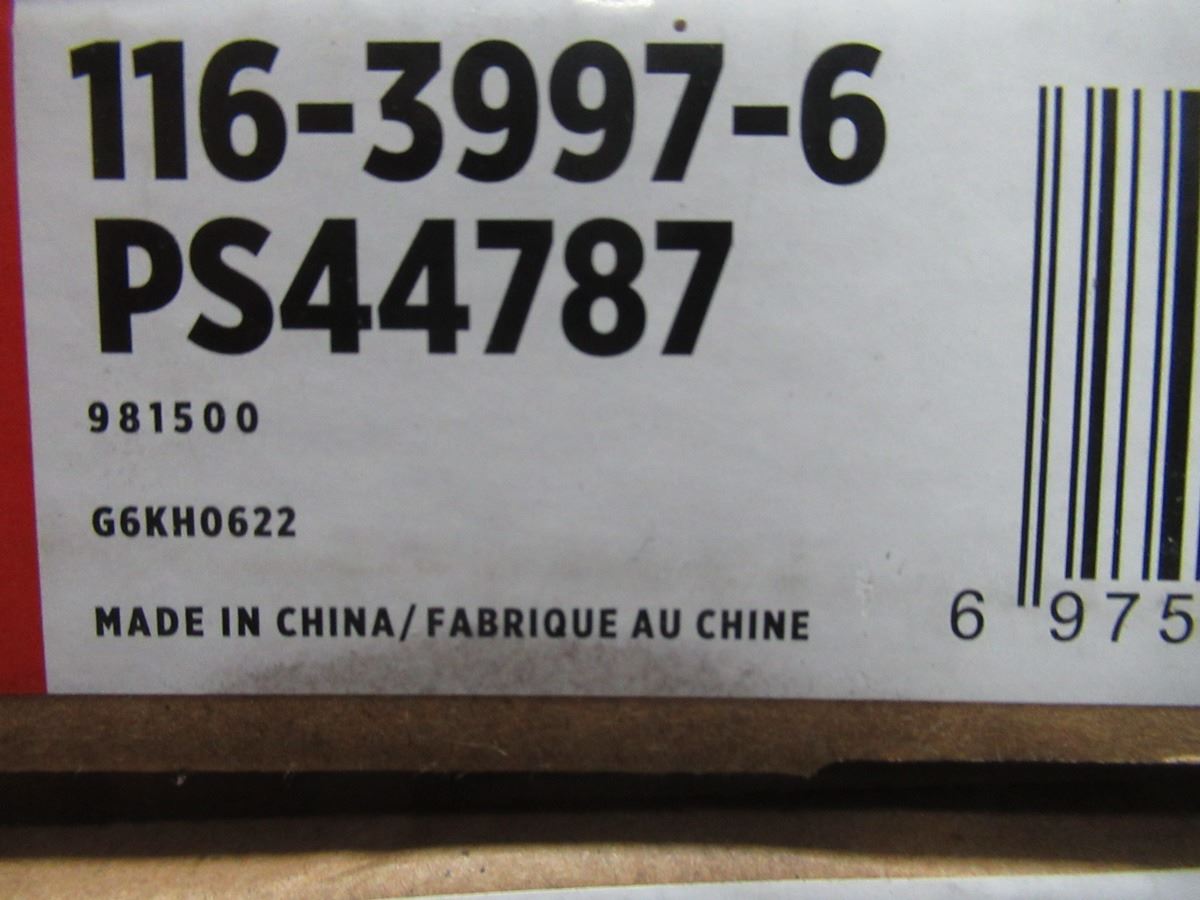 116-3997-6
PS44787
981500
G6KH0622
MADE IN CHINA/FABRIQUE AU CHINE
6 975